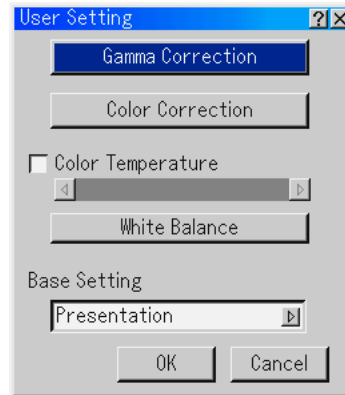 User Setting
Gamma Correction
Color Correction
Color Temperature
White Balance
Base Setting
Presentation
OK Cancel